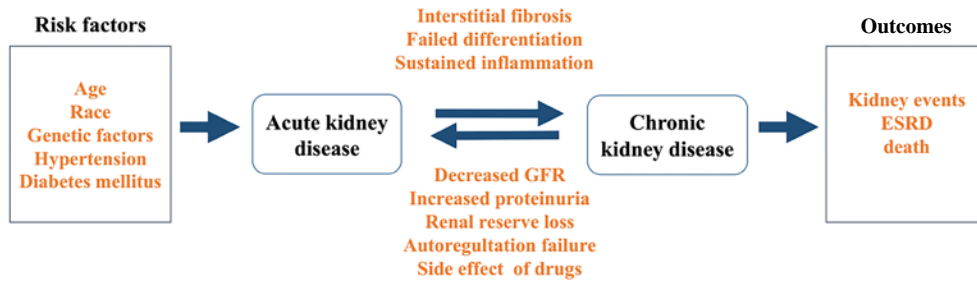 Risk factors
Age
Race
Genetic factors
Hypertension
Diabetes mellitus
Acute kidney
disease
Interstitial fibrosis
Failed differentiation
Sustained inflammation
Decreased GFR
Increased proteinuria
Renal reserve loss
Autoregultation failure
Side effect of drugs
Chronic
kidney disease
Outcomes
Kidney events
ESRD
death